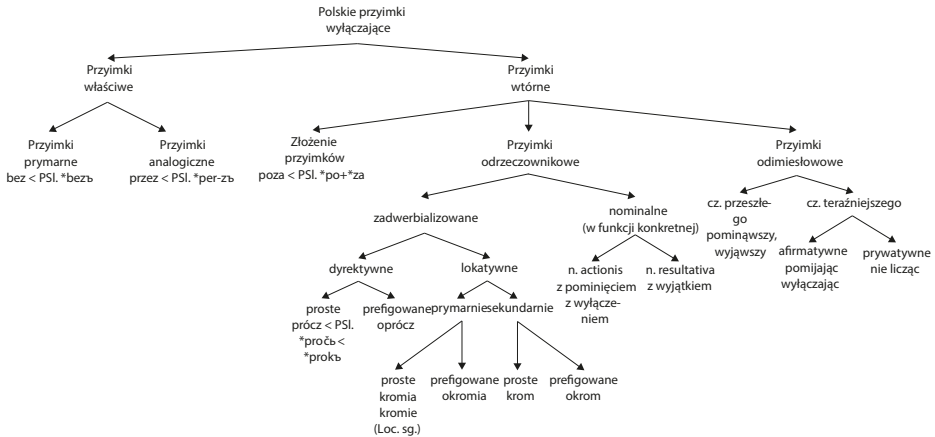 Polskie przyimki
wyłączające
Przyimki
właściwe
Przyimki
wtórne
Przyimki
prymarne
bez < PSl. *bezъ
Przyimki
analogiczne
przez < PSl. *per-zъ
Złożenie
przyimków
poza < PSl. *po+*za
Przyimki
odrzeczownikowe
Przyimki
odimiesłowowe
zadwerbializowane
nominalne
(w funkcji konkretnej)
cz. przeszłe-
go
pominąwszy,
wyjąwszy
cz. teraźniejszego
dyrektywne
lokatywne
n. actionis
z pominięciem
z wyłącze-
niem
n. resultativa
z wyjątkiem
afirmatywne
pomijając
wyłączając
prywatywne
nie licząc
proste
prócz < PSl.
*pročь <
*prokъ
prefigowane
oprócz
prymarnie
sekundarnie
proste
kromia
kromie
(Loc. sg.)
prefigowane
okromia
proste
krom
prefigowane
okrom